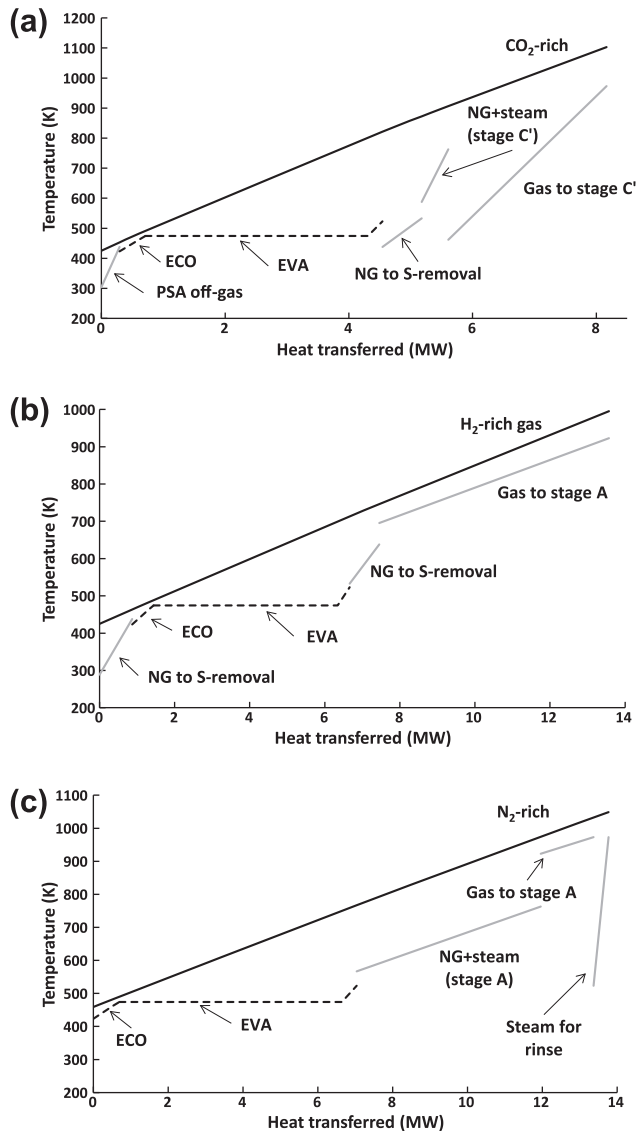 (a)
1200
1100
1000
900
800
700
600
500
400
300
200
Temperature (K)
CO₂-rich
NG+steam
(stage C')
Gas to stage C'
ECO
EVA
NG to S-removal
PSA off-gas
0
2
4
6
8
Heat transferred (MW)
(b)
1000
900
800
700
600
500
400
300
200
Temperature (K)
H₂-rich gas
Gas to stage A
NG to S-removal
ECO
EVA
NG to S-removal
0
2
4
6
8
10
12
14
Heat transferred (MW)
(c)
1100
1000
900
800
700
600
500
400
300
200
Temperature (K)
N₂-rich
Gas to stage A
NG+steam
(stage A)
EVA
ECO
Steam for
rinse
0
2
4
6
8
10
12
14
Heat transferred (MW)